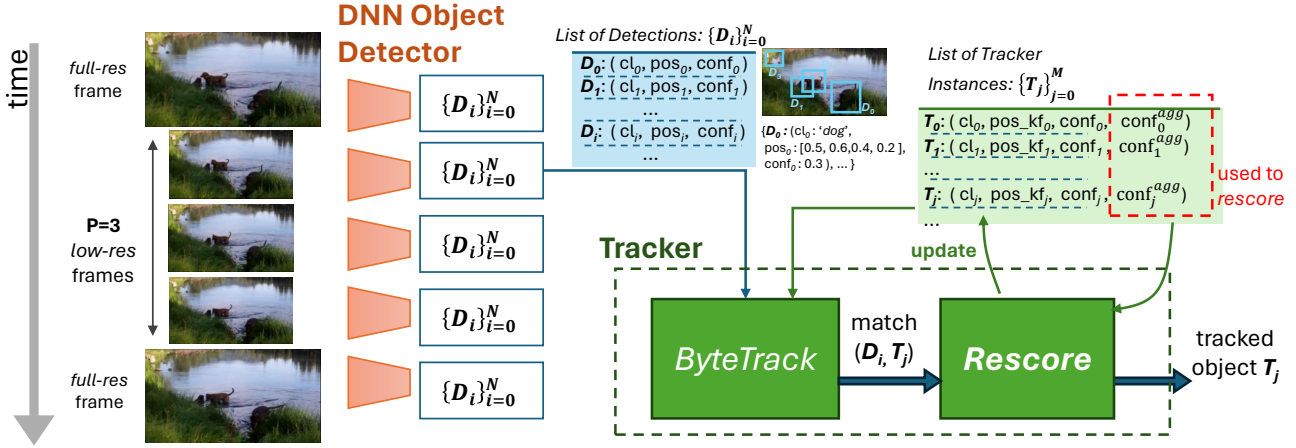 time
full-res
frame
P=3
low-res
frames
full-res
frame
DNN Object
Detector
{D_i}_{i=0}^N
{D_i}_{i=0}^N
{D_i}_{i=0}^N
{D_i}_{i=0}^N
{D_i}_{i=0}^N
List of Detections: {D_i}_{i=0}^N
D_0: ( cl_0, pos_0, conf_0)
D_1: ( cl_1, pos_1, conf_1)
...
D_i: ( cl_i, pos_i, conf_i)
...
D_3
D_1
D_0
{D_0: (cl_0: 'dog',
pos_0: [0.5, 0.6,0.4, 0.2 ],
conf_0: 0.3 ), ... }
List of Tracker
Instances: {T_j}_{j=0}^M
T_0: ( cl_0, pos_kf_0, conf_0, conf_0^{agg})
T_1: ( cl_1, pos_kf_1, conf_1, conf_1^{agg})
...
T_j: ( cl_j, pos_kf_j, conf_j, conf_j^{agg})
...
used to
rescore
Tracker
update
ByteTrack
match
(D_i, T_j)
Rescore
tracked
object T_j